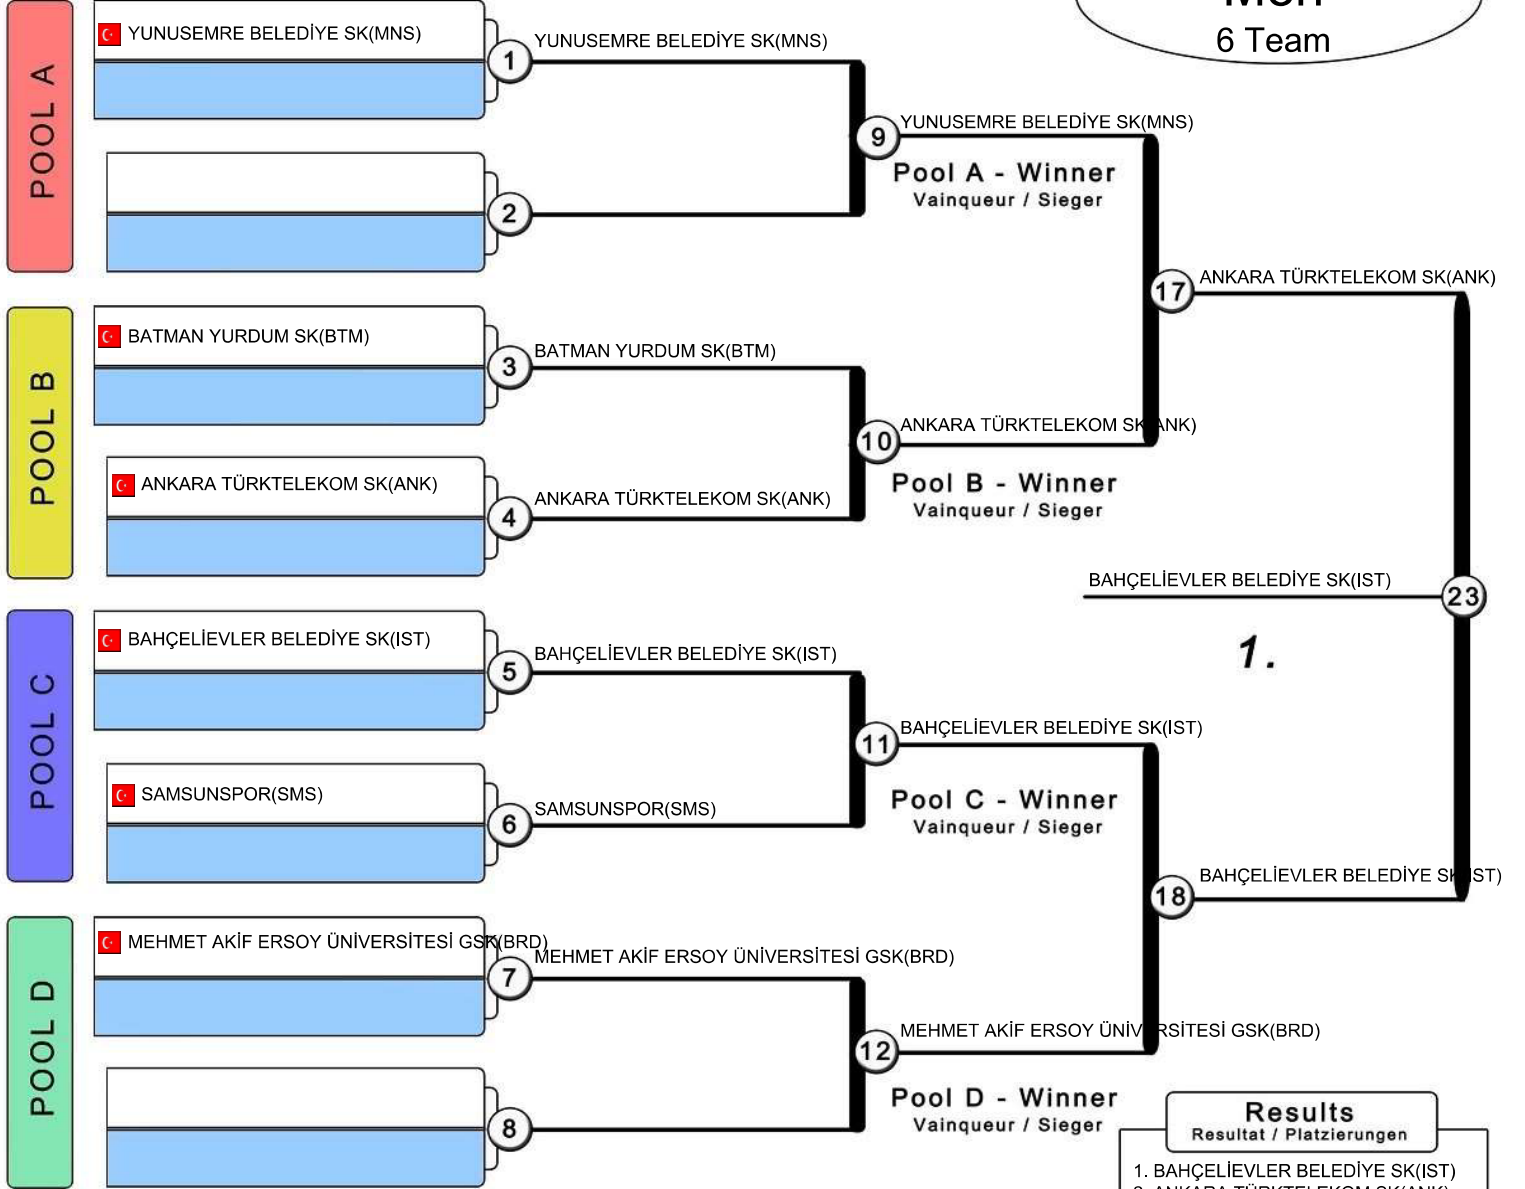 Men
6 Team
POOL A
YUNUSEMRE BELEDİYE SK(MNS)
1
YUNUSEMRE BELEDİYE SK(MNS)
2
9
YUNUSEMRE BELEDİYE SK(MNS)
Pool A - Winner
Vainqueur / Sieger
POOL B
BATMAN YURDUM SK(BTM)
3
BATMAN YURDUM SK(BTM)
ANKARA TÜRKTELEKOM SK(ANK)
4
ANKARA TÜRKTELEKOM SK(ANK)
10
ANKARA TÜRKTELEKOM SK(ANK)
Pool B - Winner
Vainqueur / Sieger
17
ANKARA TÜRKTELEKOM SK(ANK)
BAHÇELİEVLER BELEDİYE SK(IST)
23
1.
POOL C
BAHÇELİEVLER BELEDİYE SK(IST)
5
BAHÇELİEVLER BELEDİYE SK(IST)
SAMSUNSPOR(SMS)
6
SAMSUNSPOR(SMS)
11
BAHÇELİEVLER BELEDİYE SK(IST)
Pool C - Winner
Vainqueur / Sieger
18
BAHÇELİEVLER BELEDİYE SK(IST)
POOL D
MEHMET AKİF ERSOY ÜNİVERSİTESİ GSK(BRD)
7
MEHMET AKİF ERSOY ÜNİVERSİTESİ GSK(BRD)
8
12
MEHMET AKİF ERSOY ÜNİVERSİTESİ GSK(BRD)
Pool D - Winner
Vainqueur / Sieger
Results
Resultat / Platzierungen
1. BAHÇELİEVLER BELEDİYE SK(IST)
2. ANKARA TÜRKTELEKOM SK(ANK)